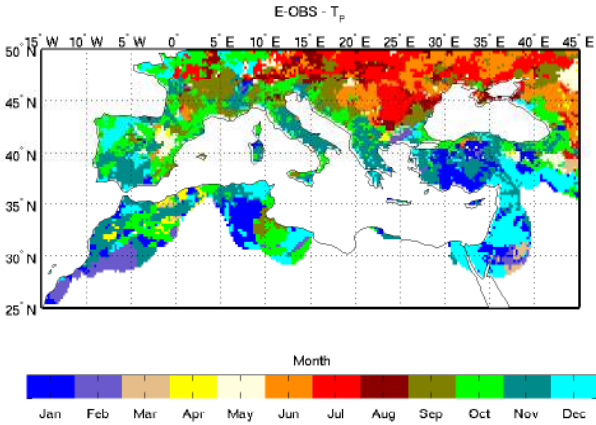 E-OBS - T_P
15° W 10° W 5° W 0° 5° E 10° E 15° E 20° E 25° E 30° E 35° E 40° E 45° E
50° N
45° N
40° N
35° N
30° N
25° N
Month
Jan Feb Mar Apr May Jun Jul Aug Sep Oct Nov Dec